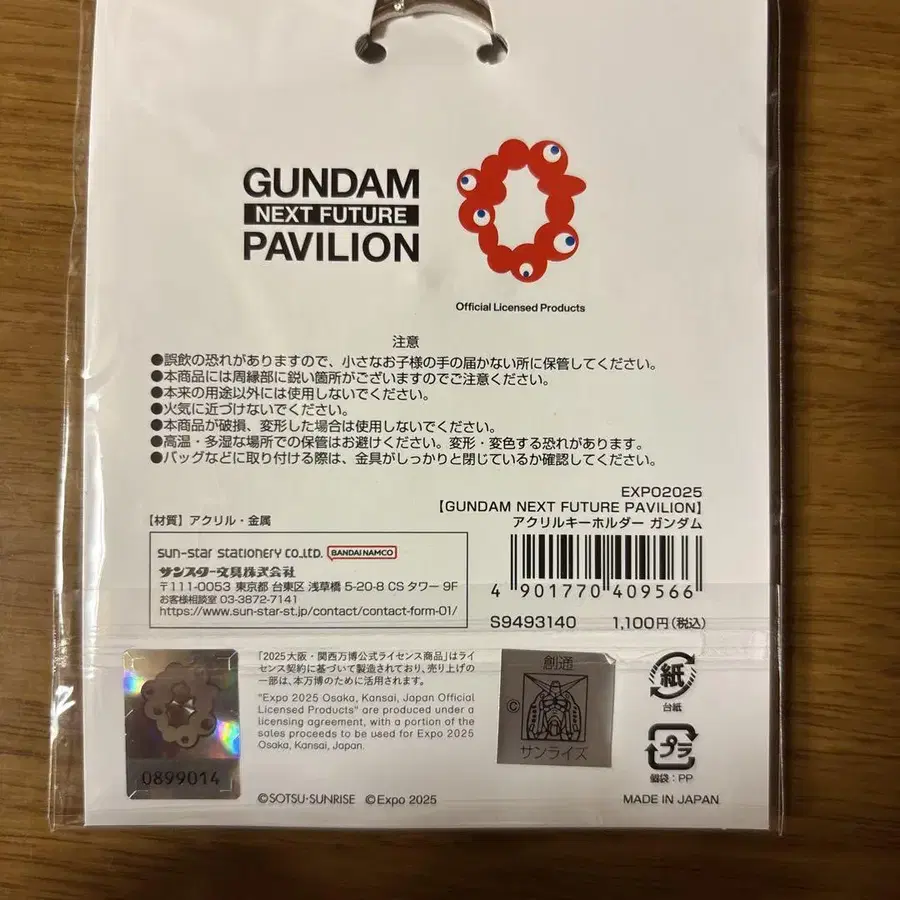 GUNDAM
NEXT FUTURE
PAVILION
Official Licensed Products
注意
●誤飲の恐れがありますので、小さなお子様の手の届かない所に保管してください。
●本商品には周縁部に鋭い箇所がございますのでご注意ください。
●本来の用途以外には使用しないでください。
●火気に近づけないでください。
●本商品が破損、変形した場合は使用しないでください。
●高温・多湿な場所での保管はお避けください。変形・変色する恐れがあります。
●バッグなどに取り付ける際は、金具がしっかりと閉じているか確認してください。
EXPO2025
【GUNDAM NEXT FUTURE PAVILION】
アクリルキーホルダー ガンダム
【材質】アクリル・金属
sun-star stationery co.,ltd. BANDAI NAMCO
サンスター文具株式会社
〒111-0053 東京都 台東区 浅草橋 5-20-8 CS タワー 9F
お客様相談室 03-3872-7141
https://www.sun-star-st.jp/contact/contact-form-01/
4 901770 409566
S9493140 1,100円(税込)
「2025大阪・関西万博公式ライセンス商品」はライ
センス契約に基づいて製造されており、売り上げの
一部は、本万博のために活用されます。
"Expo 2025 Osaka, Kansai, Japan Official
Licensed Products" are produced under a
licensing agreement, with a portion of the
sales proceeds to be used for Expo 2025
Osaka, Kansai, Japan.
0899014
創通
©
サンライズ
紙
台紙
プラ
個袋：PP
©SOTSU・SUNRISE ©Expo 2025
MADE IN JAPAN